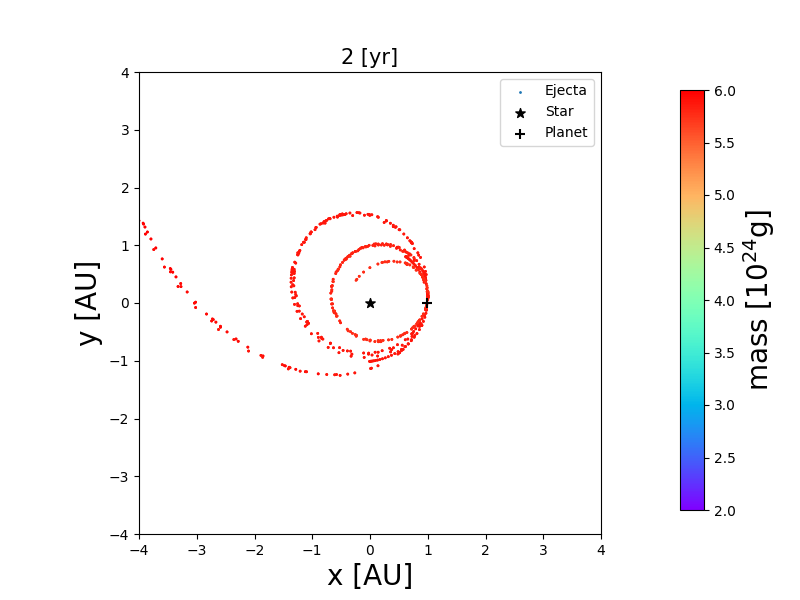 2 [yr]
Ejecta
Star
Planet
4
3
2
1
0
−1
−2
−3
−4
y [AU]
−4 −3 −2 −1 0 1 2 3 4
x [AU]
6.0
5.5
5.0
4.5
4.0
3.5
3.0
2.5
2.0
mass [10²⁴g]